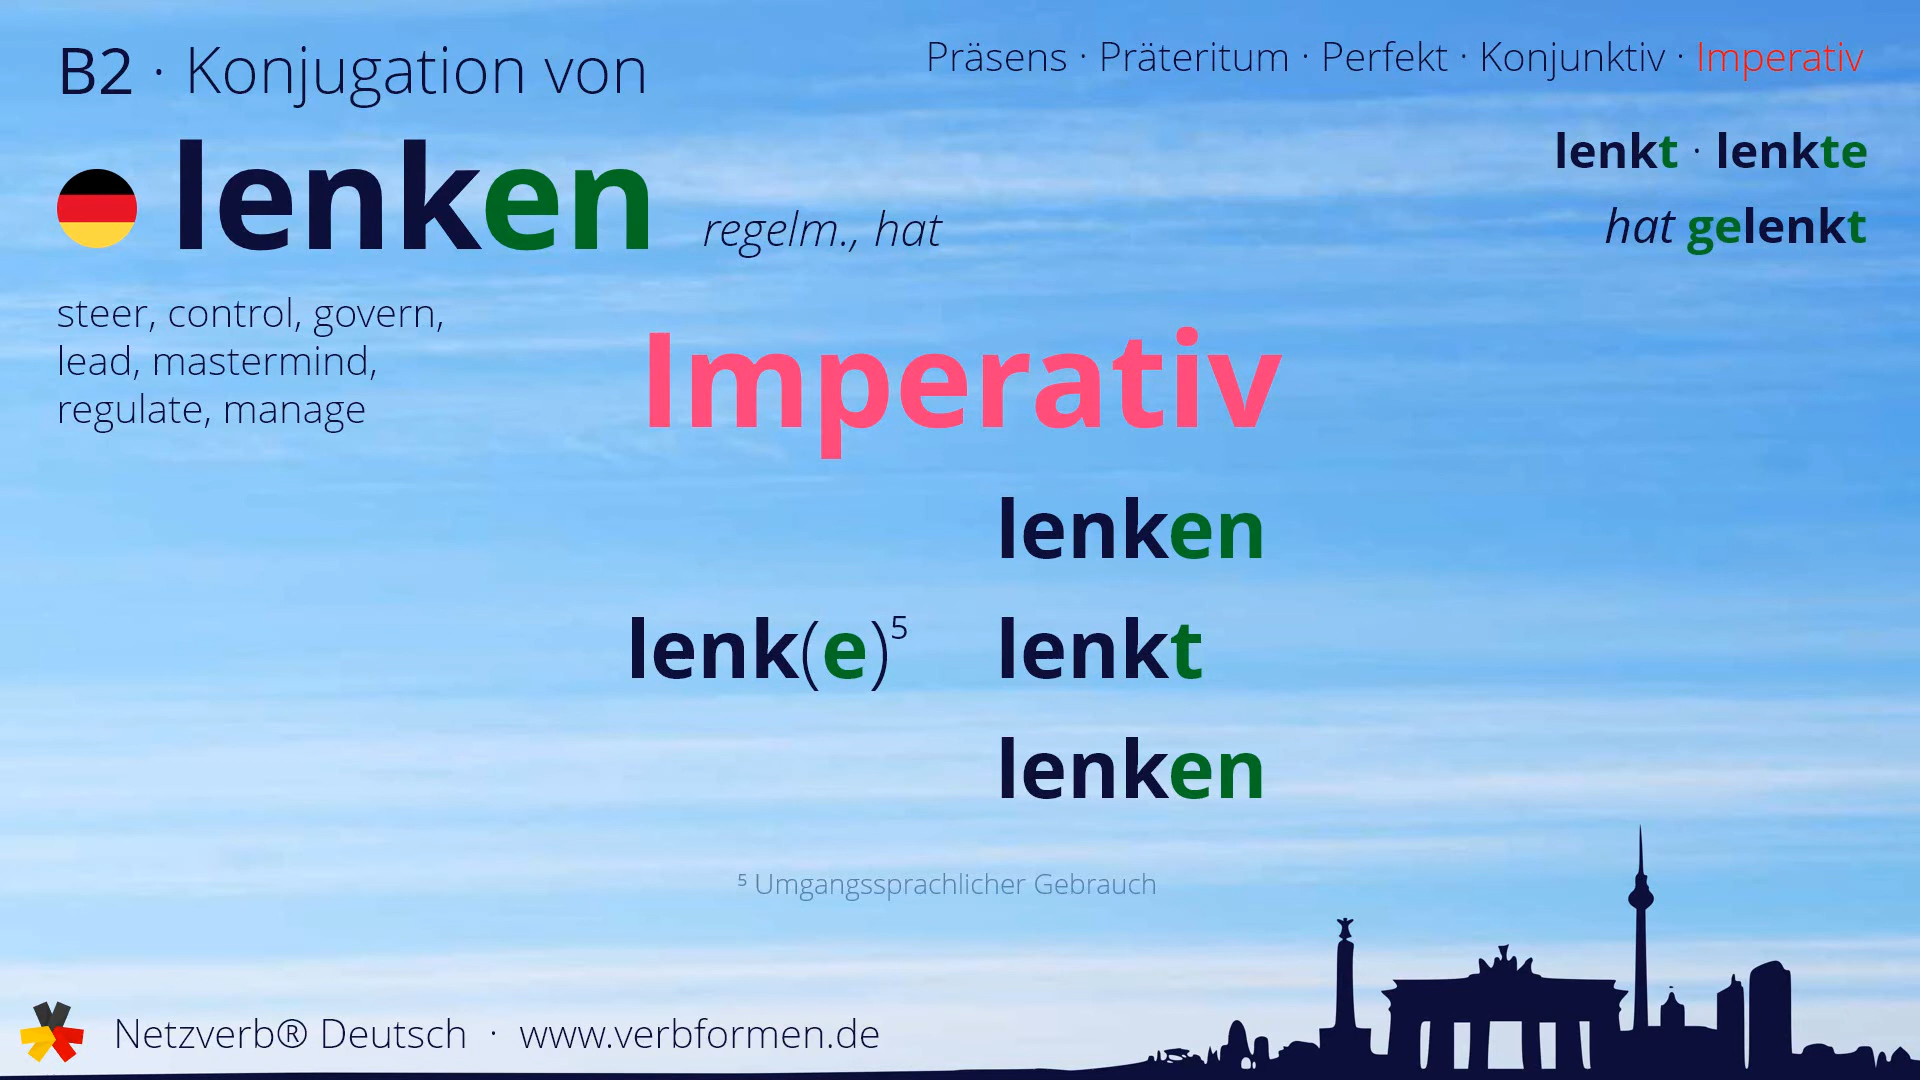 B2 · Konjugation von
Präsens · Präteritum · Perfekt · Konjunktiv · Imperativ
lenken regelm., hat
lenkt · lenkte
hat gelenkt
steer, control, govern,
lead, mastermind,
regulate, manage
Imperativ
lenken
lenk(e)⁵ lenkt
lenken
⁵ Umgangssprachlicher Gebrauch
Netzverb® Deutsch · www.verbformen.de